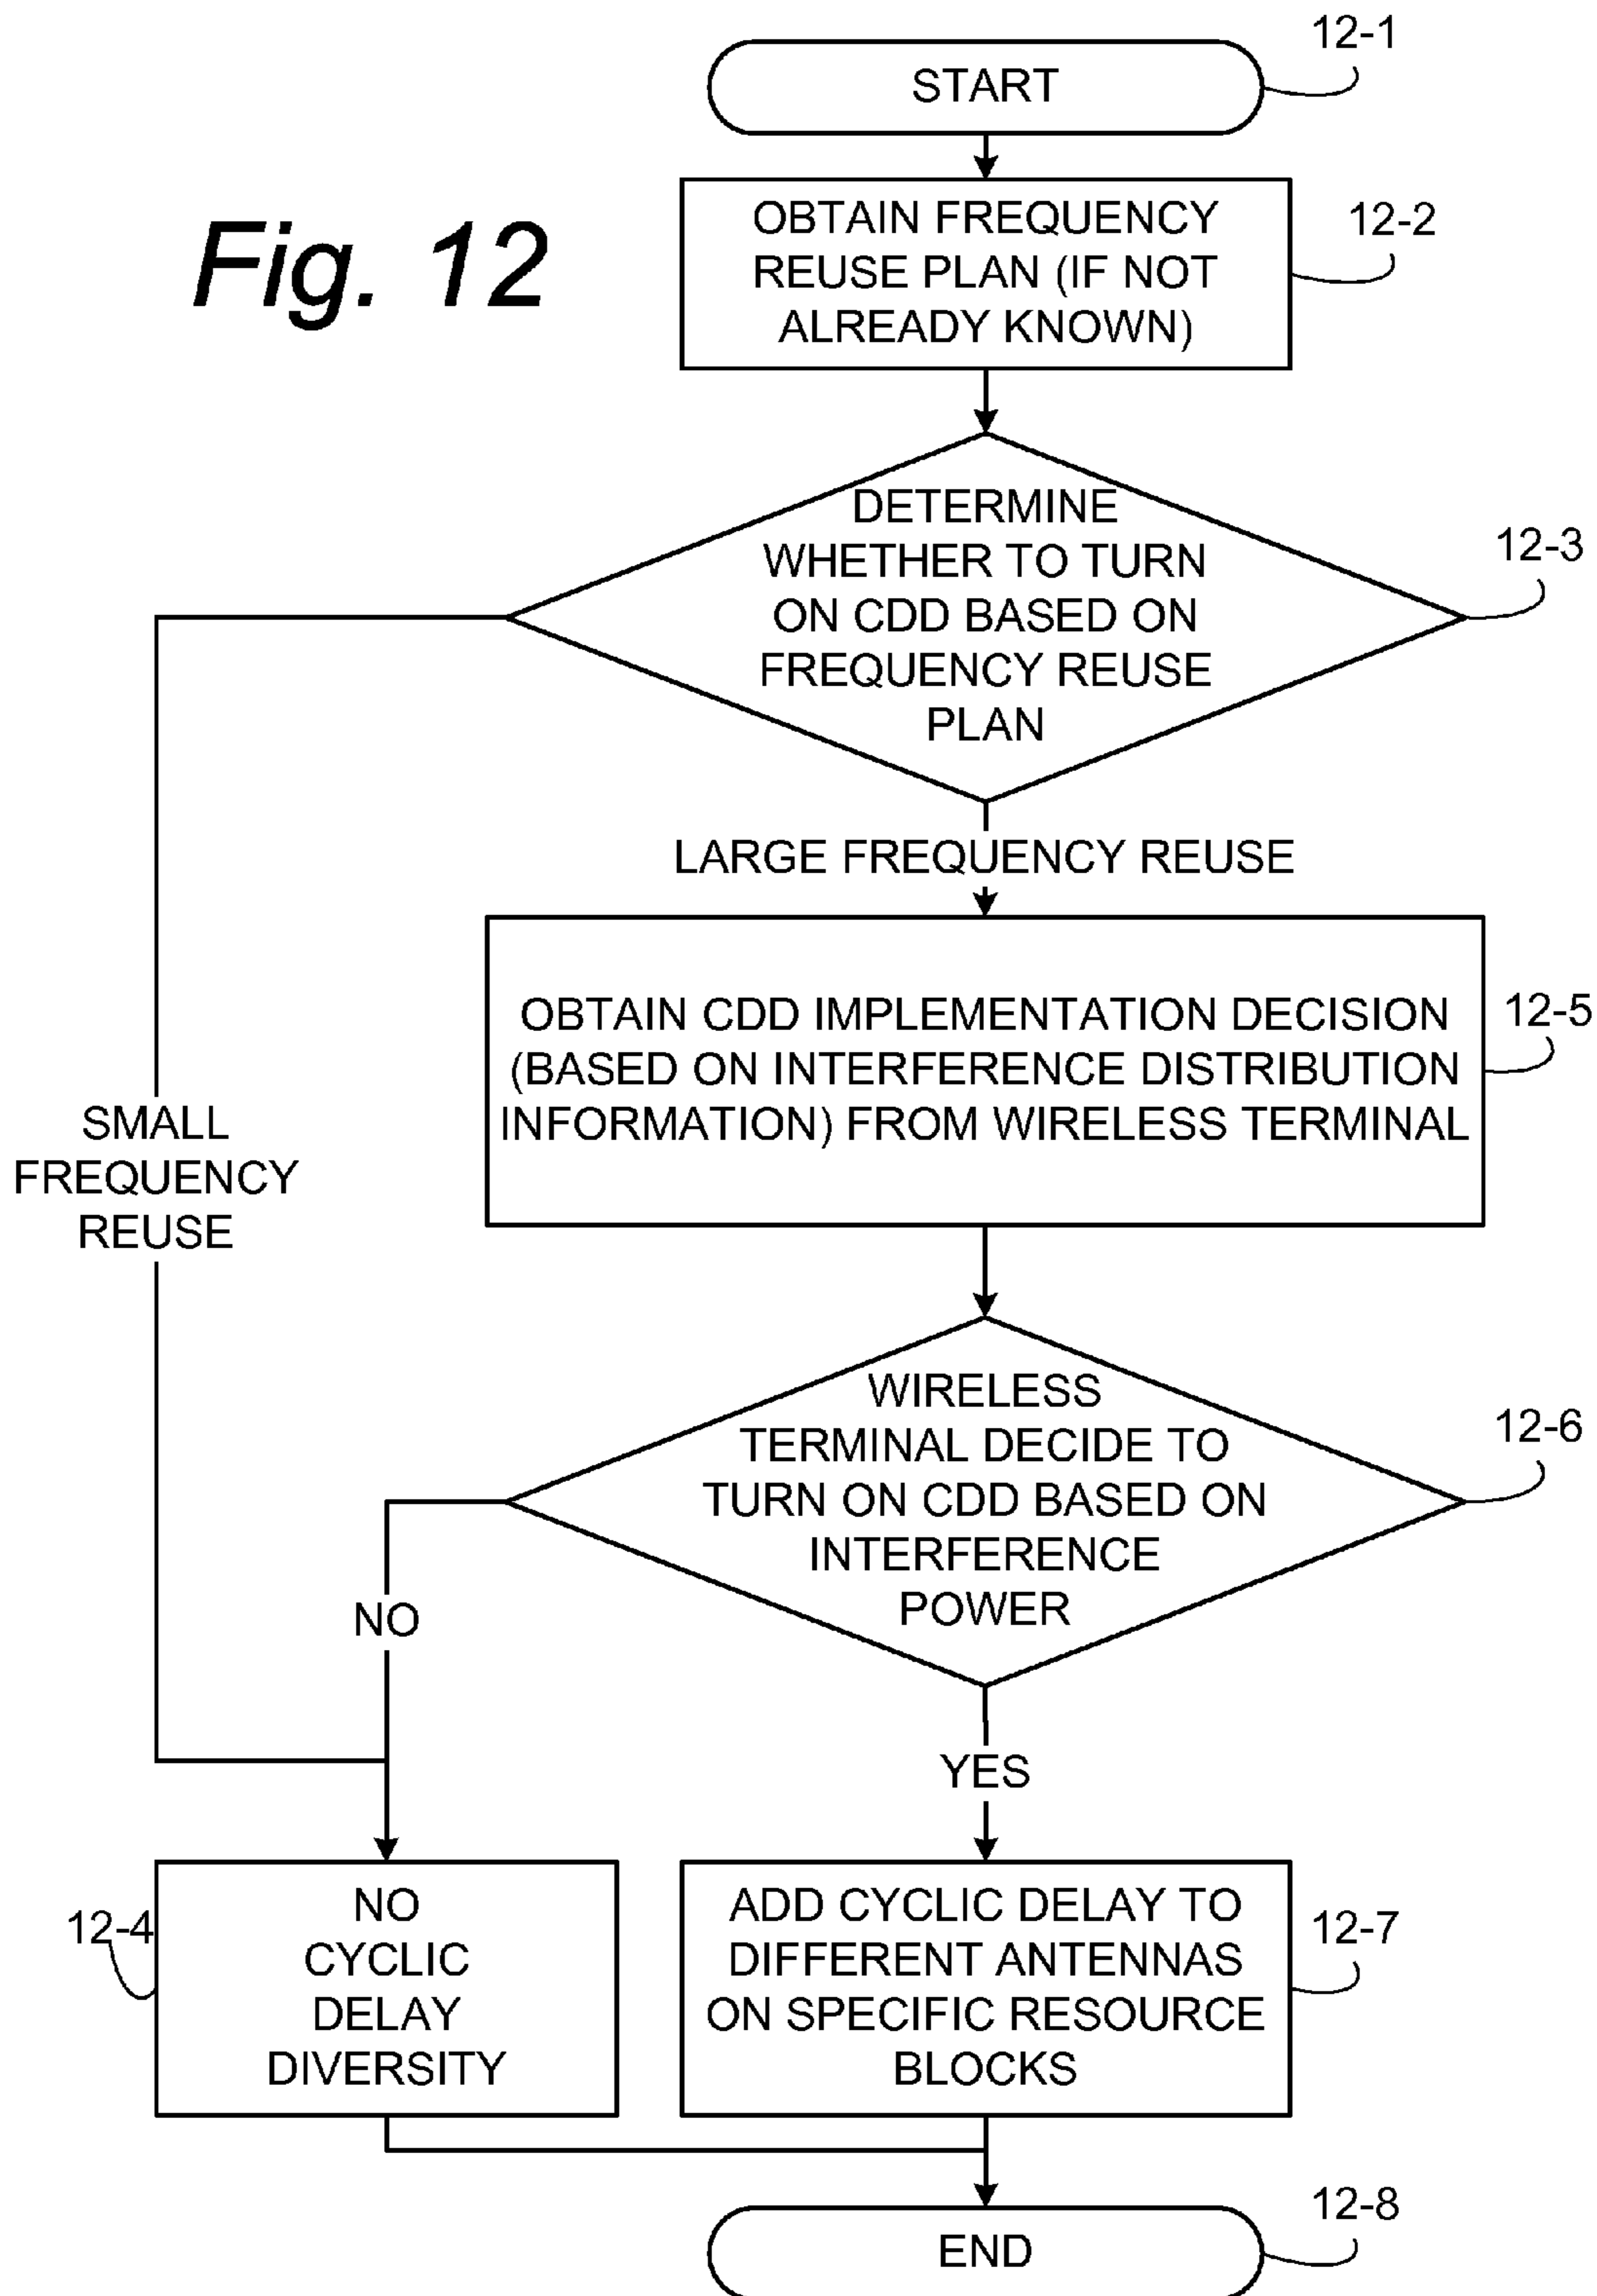 12-1
START
Fig. 12
OBTAIN FREQUENCY
REUSE PLAN (IF NOT
ALREADY KNOWN)
12-2
DETERMINE
WHETHER TO TURN
ON CDD BASED ON
FREQUENCY REUSE
PLAN
12-3
LARGE FREQUENCY REUSE
OBTAIN CDD IMPLEMENTATION DECISION
(BASED ON INTERFERENCE DISTRIBUTION
INFORMATION) FROM WIRELESS TERMINAL
12-5
SMALL
FREQUENCY
REUSE
WIRELESS
TERMINAL DECIDE TO
TURN ON CDD BASED ON
INTERFERENCE
POWER
12-6
NO
YES
12-4
NO
CYCLIC
DELAY
DIVERSITY
ADD CYCLIC DELAY TO
DIFFERENT ANTENNAS
ON SPECIFIC RESOURCE
BLOCKS
12-7
12-8
END